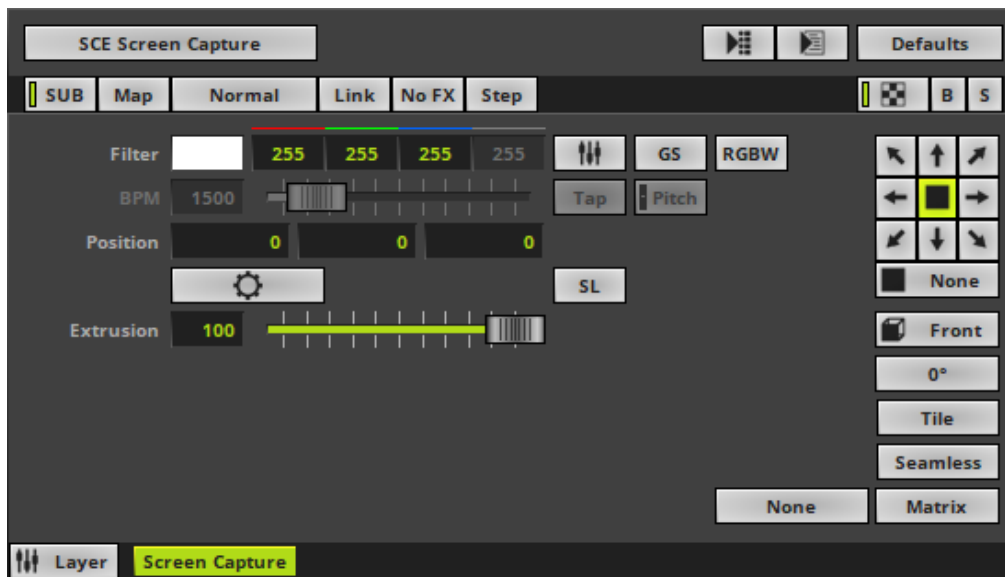 SCE Screen Capture Defaults
SUB Map Normal Link No FX Step B S
Filter 255 255 255 255 GS RGBW
BPM 1500 Tap Pitch
Position 0 0 0
SL None
Extrusion 100 Front
0°
Tile
Seamless
None Matrix
Layer Screen Capture